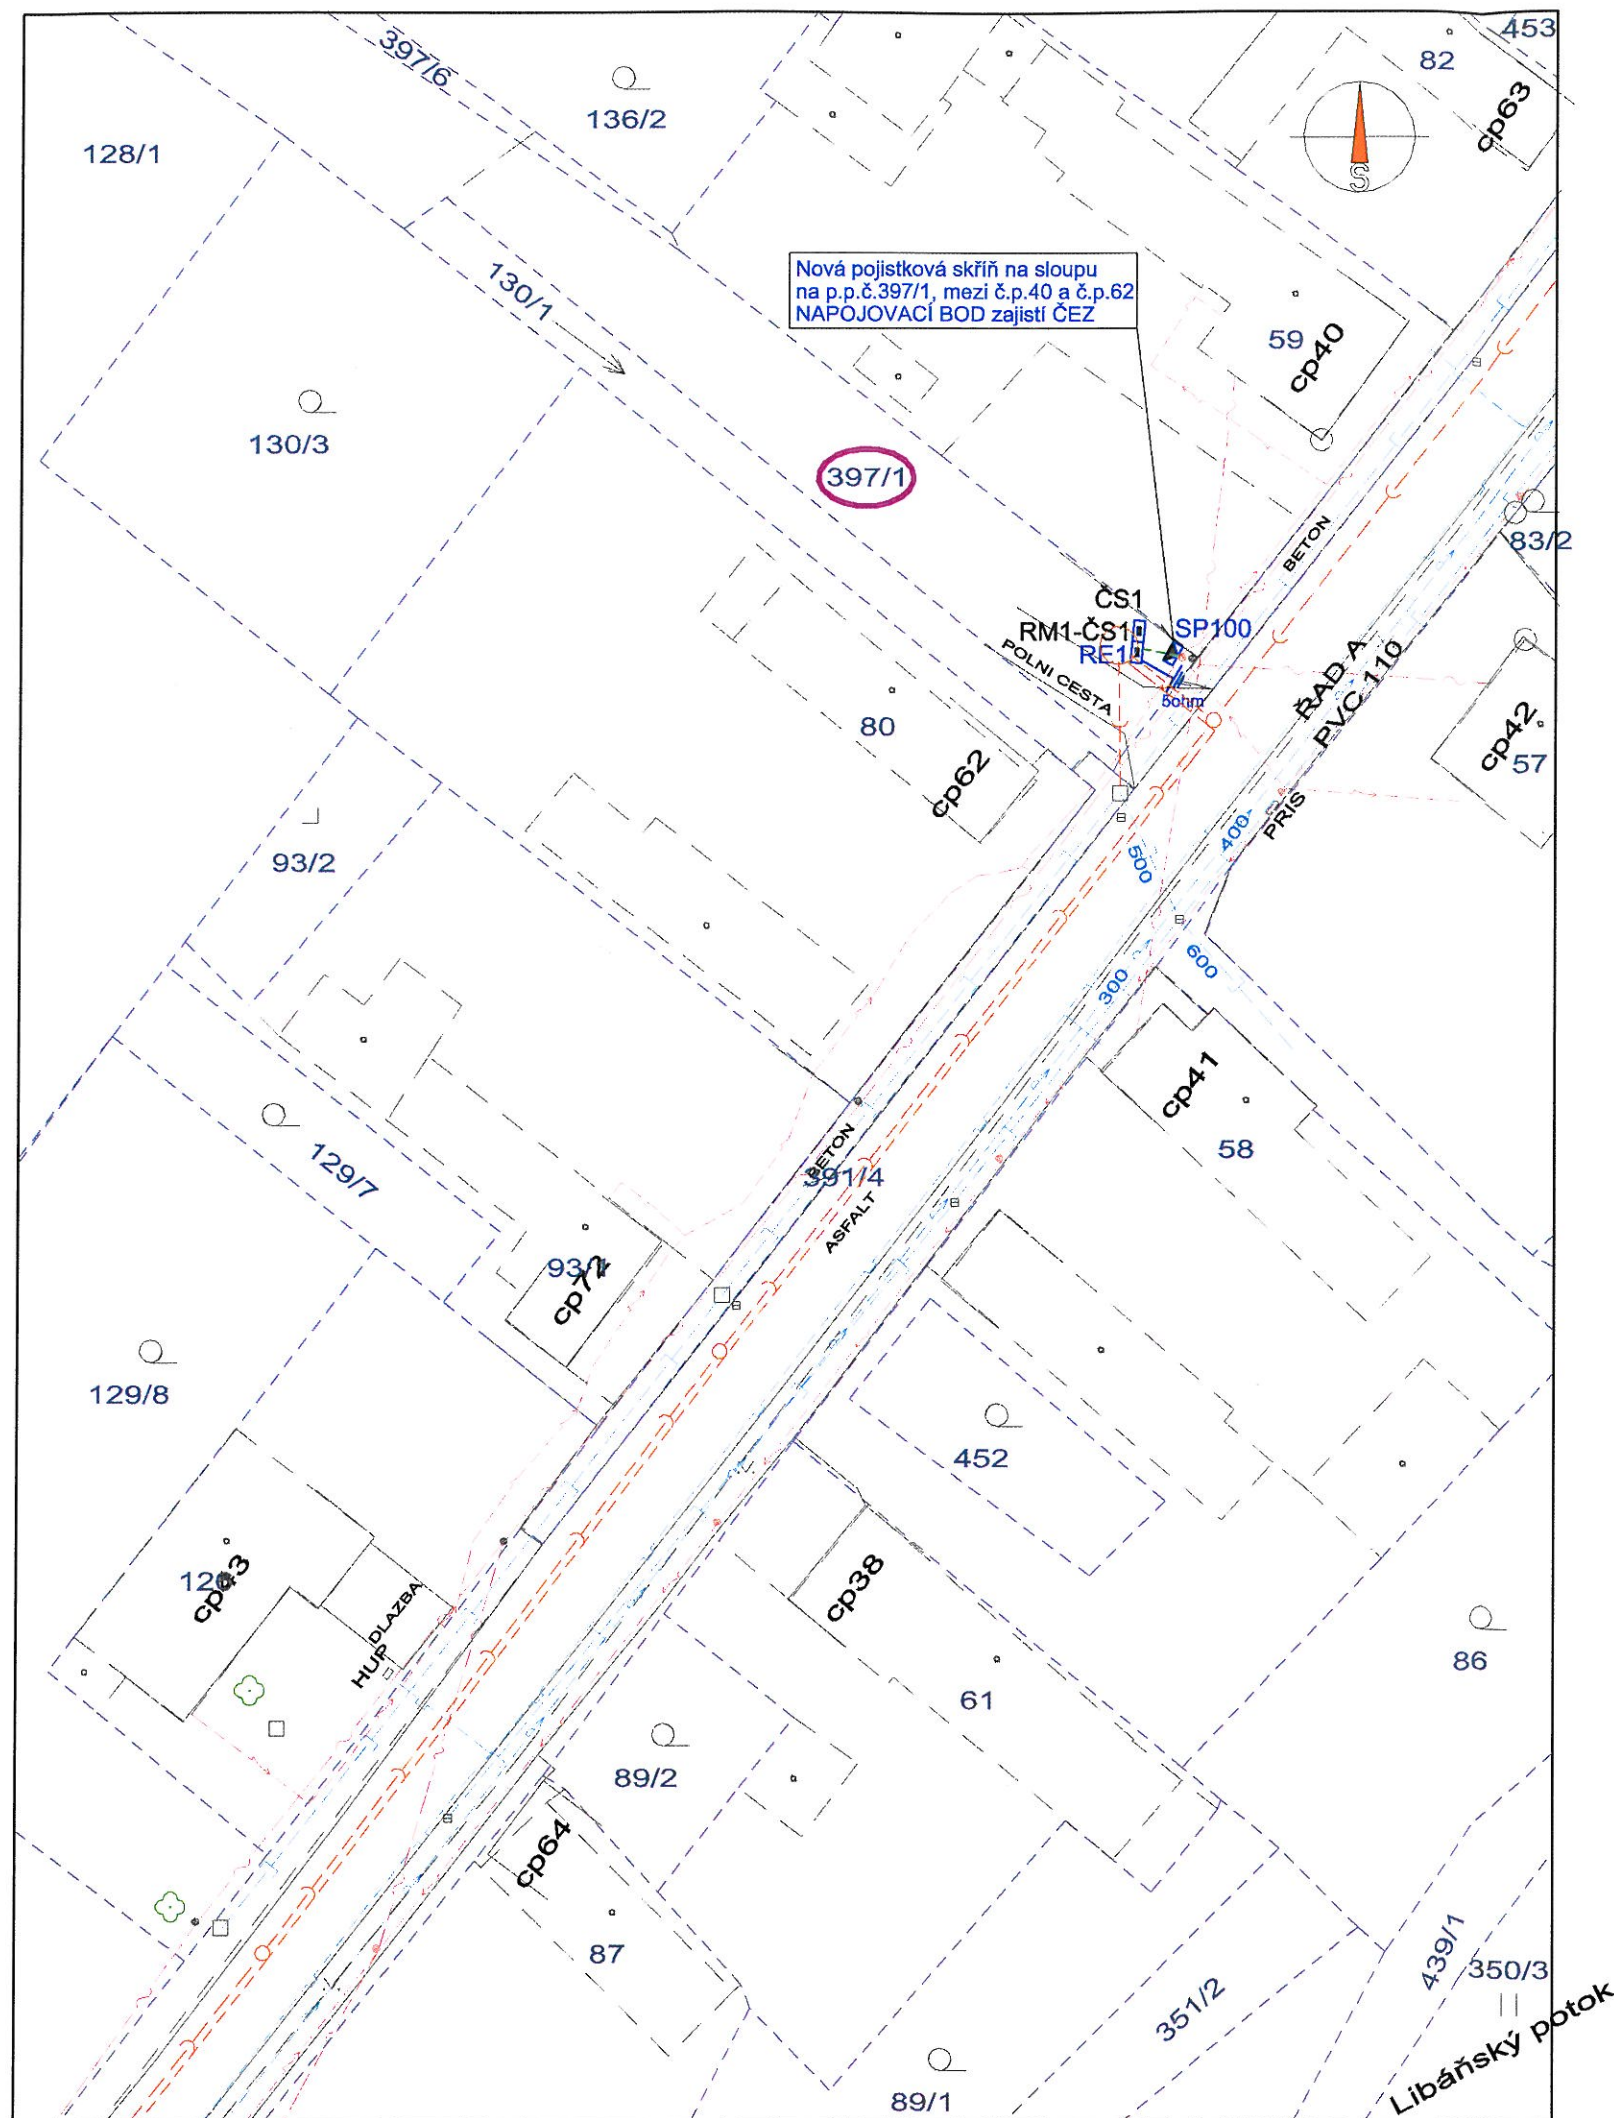 453
82
cp63
397/6
136/2
128/1
S
130/1
Nová pojistková skříň na sloupu
na p.p.č.397/1, mezi č.p.40 a č.p.62
NAPOJOVACÍ BOD zajistí ČEZ
59
cp40
130/3
397/1
BETON
83/2
ČS1
RM1-ČS1
SP100
RE1
POLNI CESTA
5ohm
ŘAD A
PVC 110
cp42
57
80
cp62
93/2
500
400
PRIS
600
300
cp41
58
129/7
BETON
391/4
ASFALT
cp72
129/8
452
cp38
cp43
DLAZBA
HUP
86
61
89/2
cp64
87
439/1
350/3
351/2
Libáňský potok
89/1